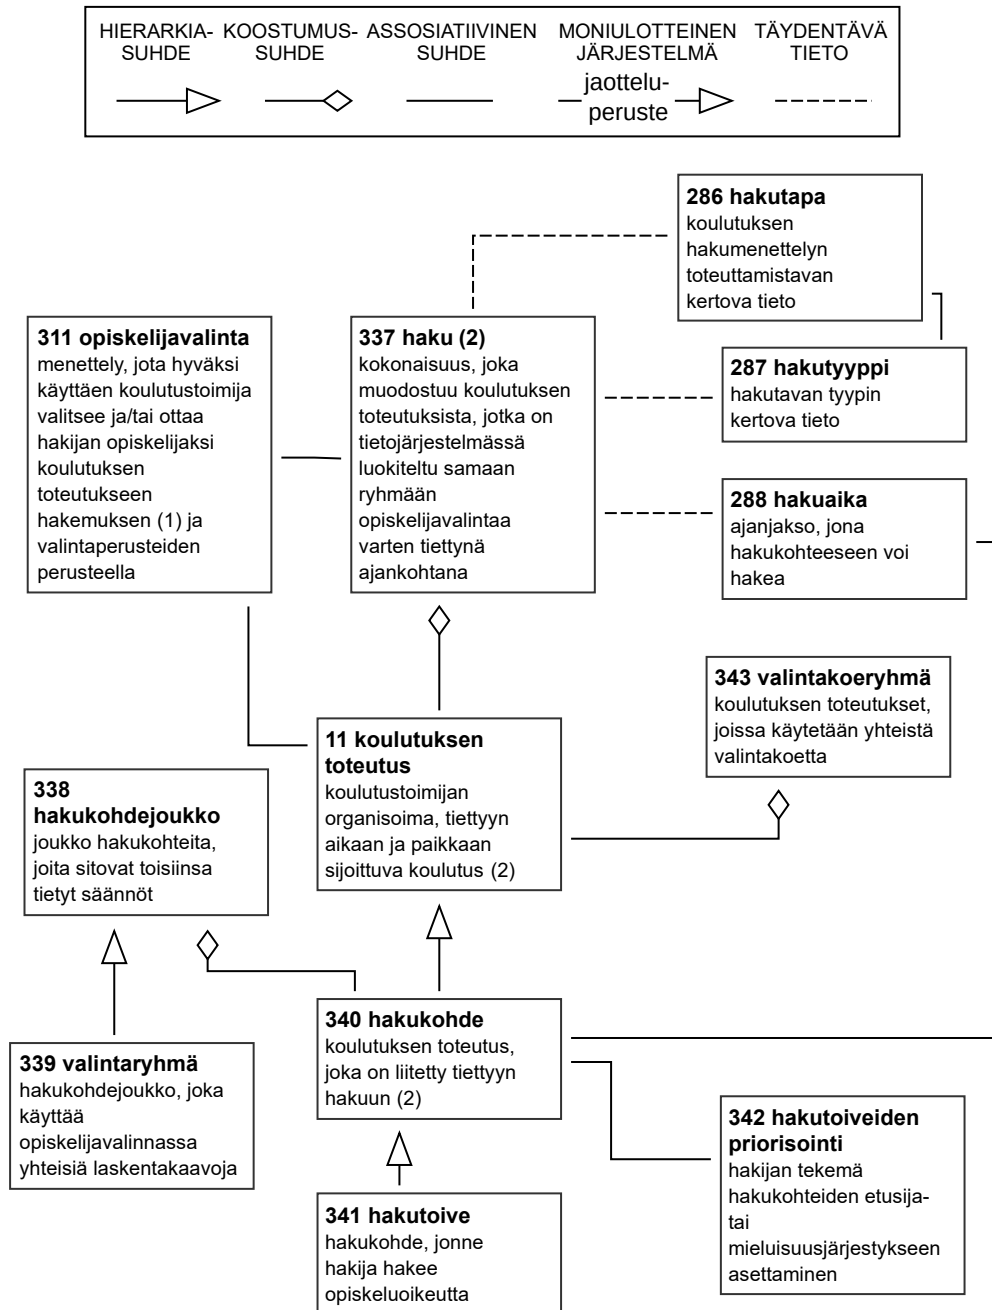 HIERARKIA-
SUHDE
KOOSTUMUS-
SUHDE
ASSOSIATIIVINEN
SUHDE
MONIULOTTEINEN
JÄRJESTELMÄ
jaottelu-
peruste
TÄYDENTÄVÄ
TIETO
286 hakutapa
koulutuksen
hakumenettelyn
toteuttamistavan
kertova tieto
311 opiskelijavalinta
menettely, jota hyväksi
käyttäen koulutustoimija
valitsee ja/tai ottaa
hakijan opiskelijaksi
koulutuksen
toteutukseen
hakemuksen (1) ja
valintaperusteiden
perusteella
337 haku (2)
kokonaisuus, joka
muodostuu koulutuksen
toteutuksista, jotka on
tietojärjestelmässä
luokiteltu samaan
ryhmään
opiskelijavalintaa
varten tiettynä
ajankohtana
287 hakutyyppi
hakutavan tyypin
kertova tieto
288 hakuaika
ajanjakso, jona
hakukohteeseen voi
hakea
343 valintakoeryhmä
koulutuksen toteutukset,
joissa käytetään yhteistä
valintakoetta
11 koulutuksen
toteutus
koulutustoimijan
organisoima, tiettyyn
aikaan ja paikkaan
sijoittuva koulutus (2)
338
hakukohdejoukko
joukko hakukohteita,
joita sitovat toisiinsa
tietyt säännöt
340 hakukohde
koulutuksen toteutus,
joka on liitetty tiettyyn
hakuun (2)
339 valintaryhmä
hakukohdejoukko, joka
käyttää
opiskelijavalinnassa
yhteisiä laskentakaavoja
342 hakutoiveiden
priorisointi
hakijan tekemä
hakukohteiden etusija-
tai
mieluisuusjärjestykseen
asettaminen
341 hakutoive
hakukohde, jonne
hakija hakee
opiskeluoikeutta